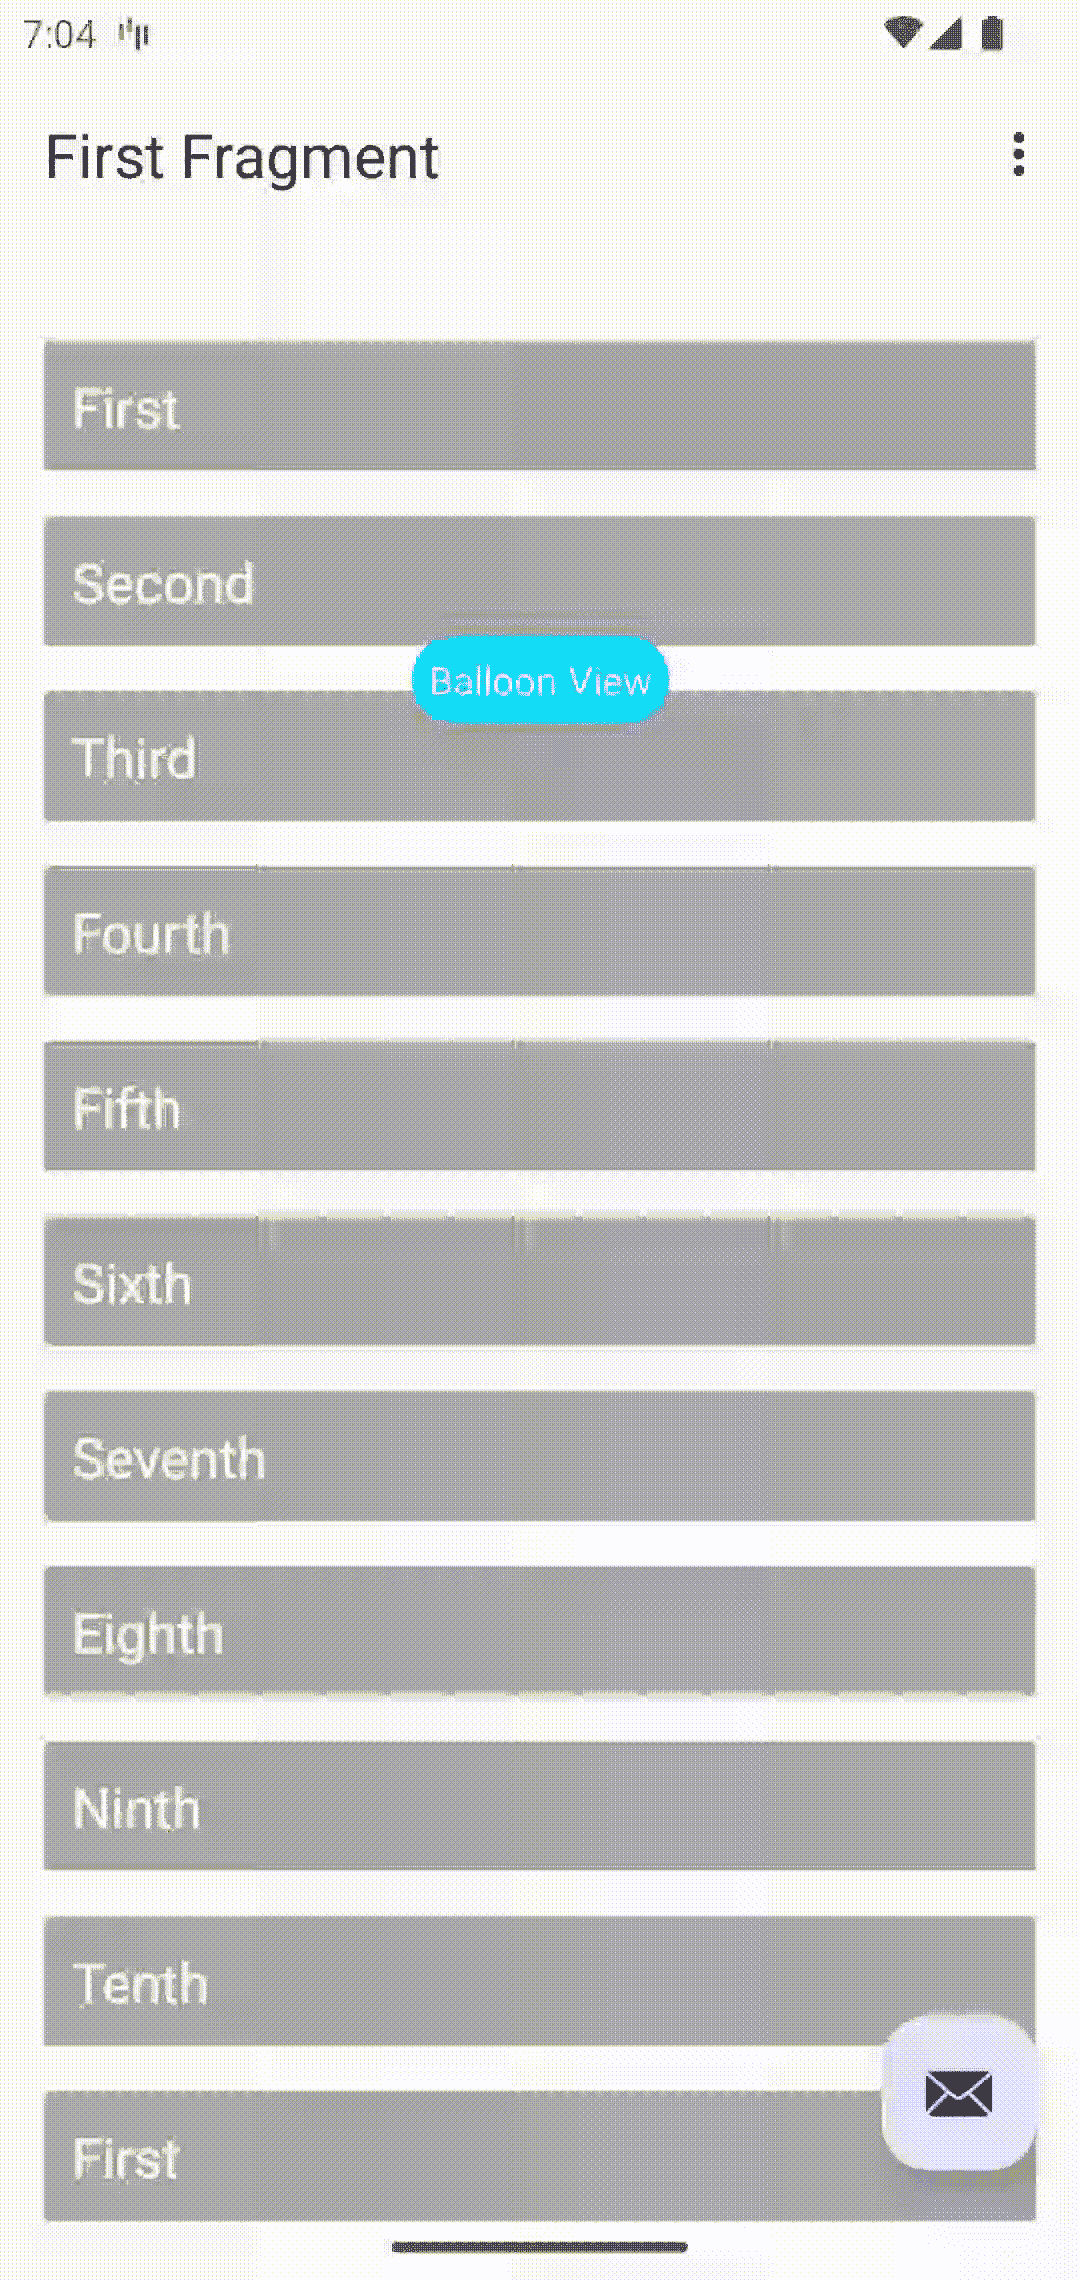 7:04
First Fragment
First
Second
Balloon View
Third
Fourth
Fifth
Sixth
Seventh
Eighth
Ninth
Tenth
First